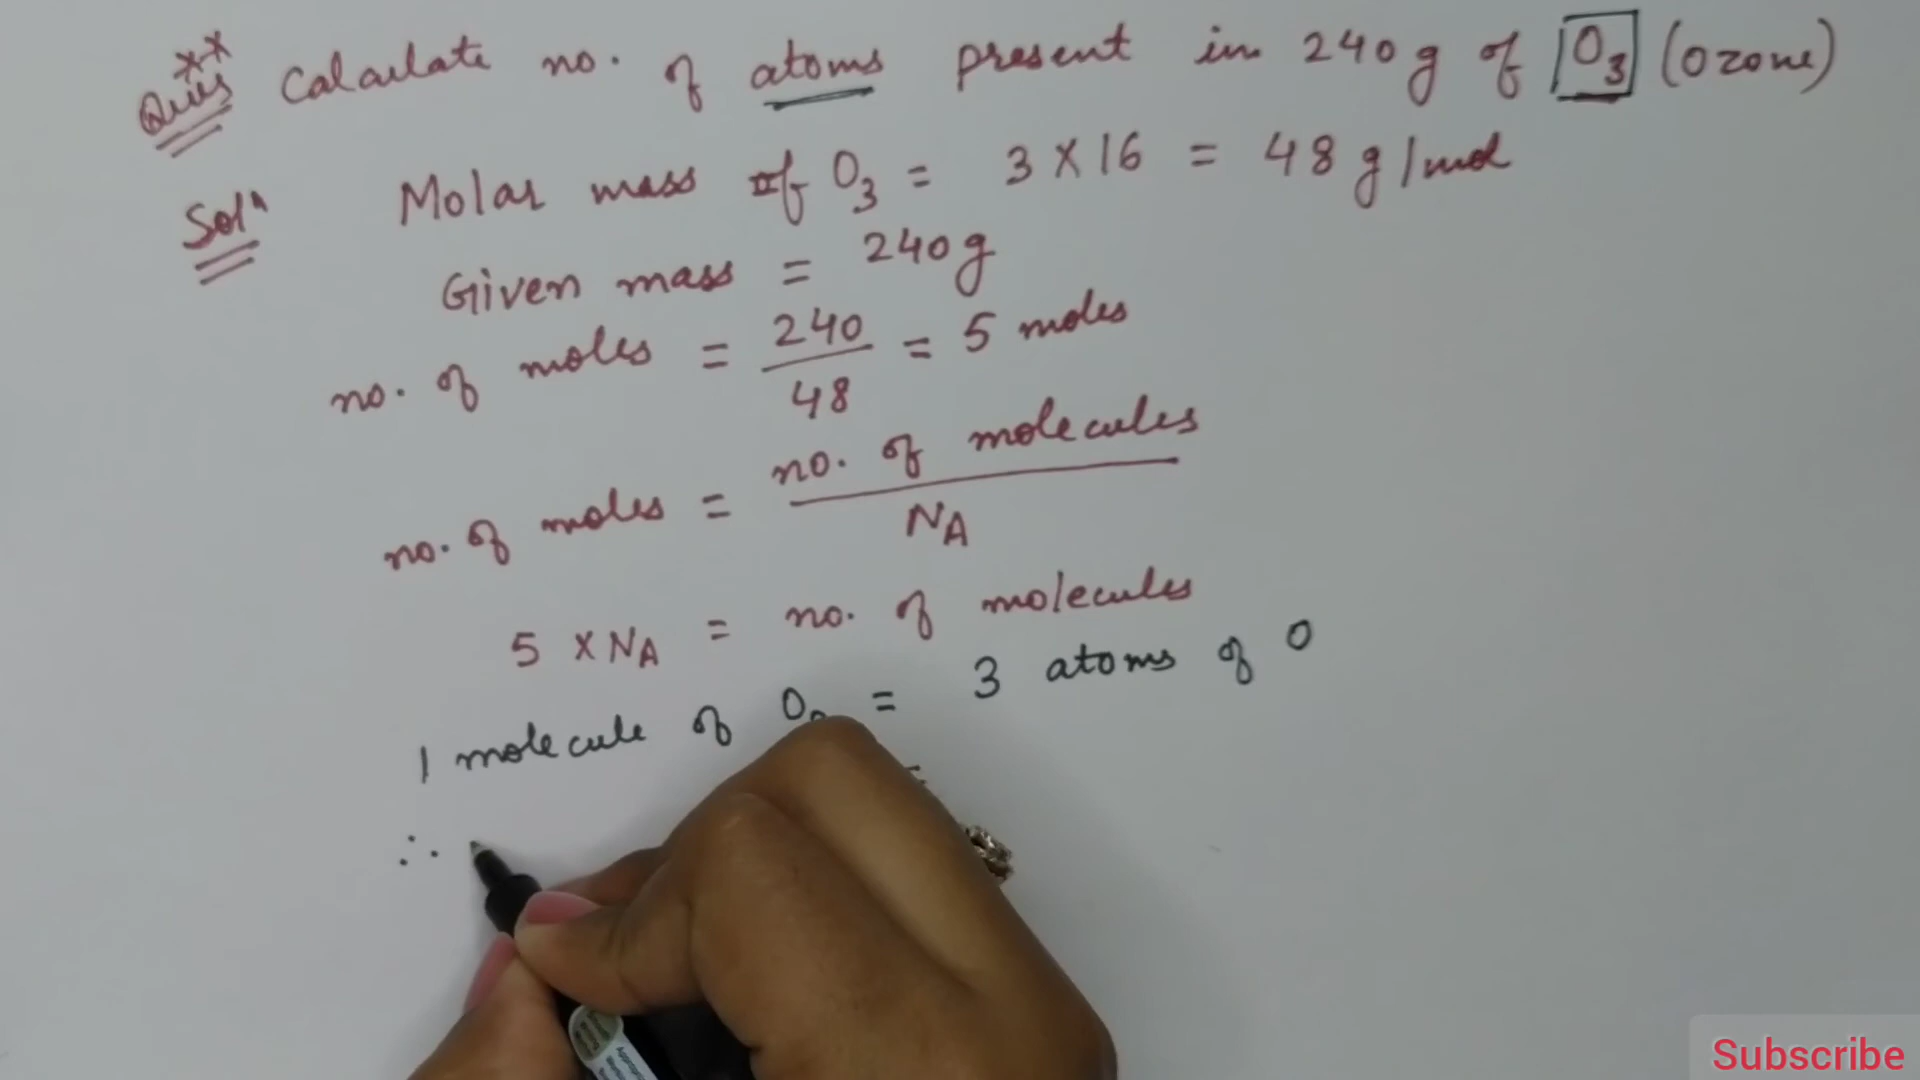 ** Ques Calculate no. of atoms present in 240g of O₃ (Ozone)
Solⁿ Molar mass of O₃ = 3 X 16 = 48 g/mol
Given mass = 240g
no. of moles = 240/48 = 5 moles
no. of moles = no. of molecules/NA
5 X NA = no. of molecules
1 molecule of O = 3 atoms of O
=
∴
Subscribe